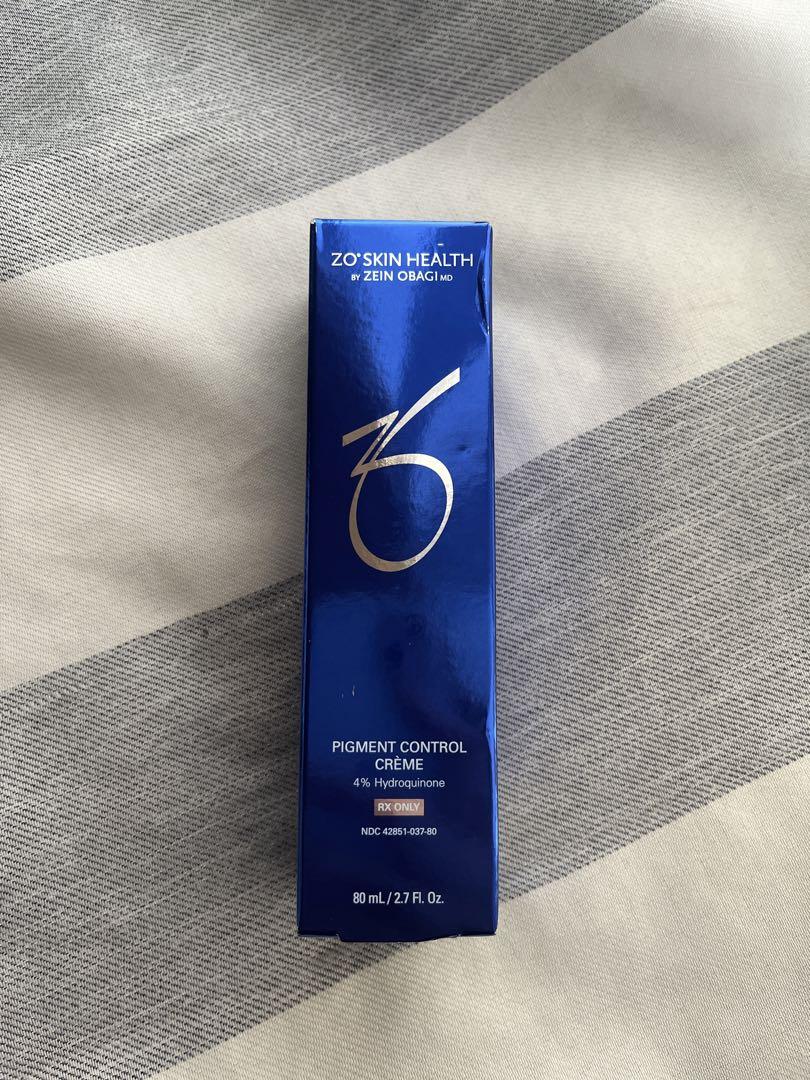 ZO® SKIN HEALTH
BY ZEIN OBAGI MD
PIGMENT CONTROL
CRÈME
4% Hydroquinone
RX ONLY
NDC 42851-037-80
80 mL / 2.7 Fl. Oz.